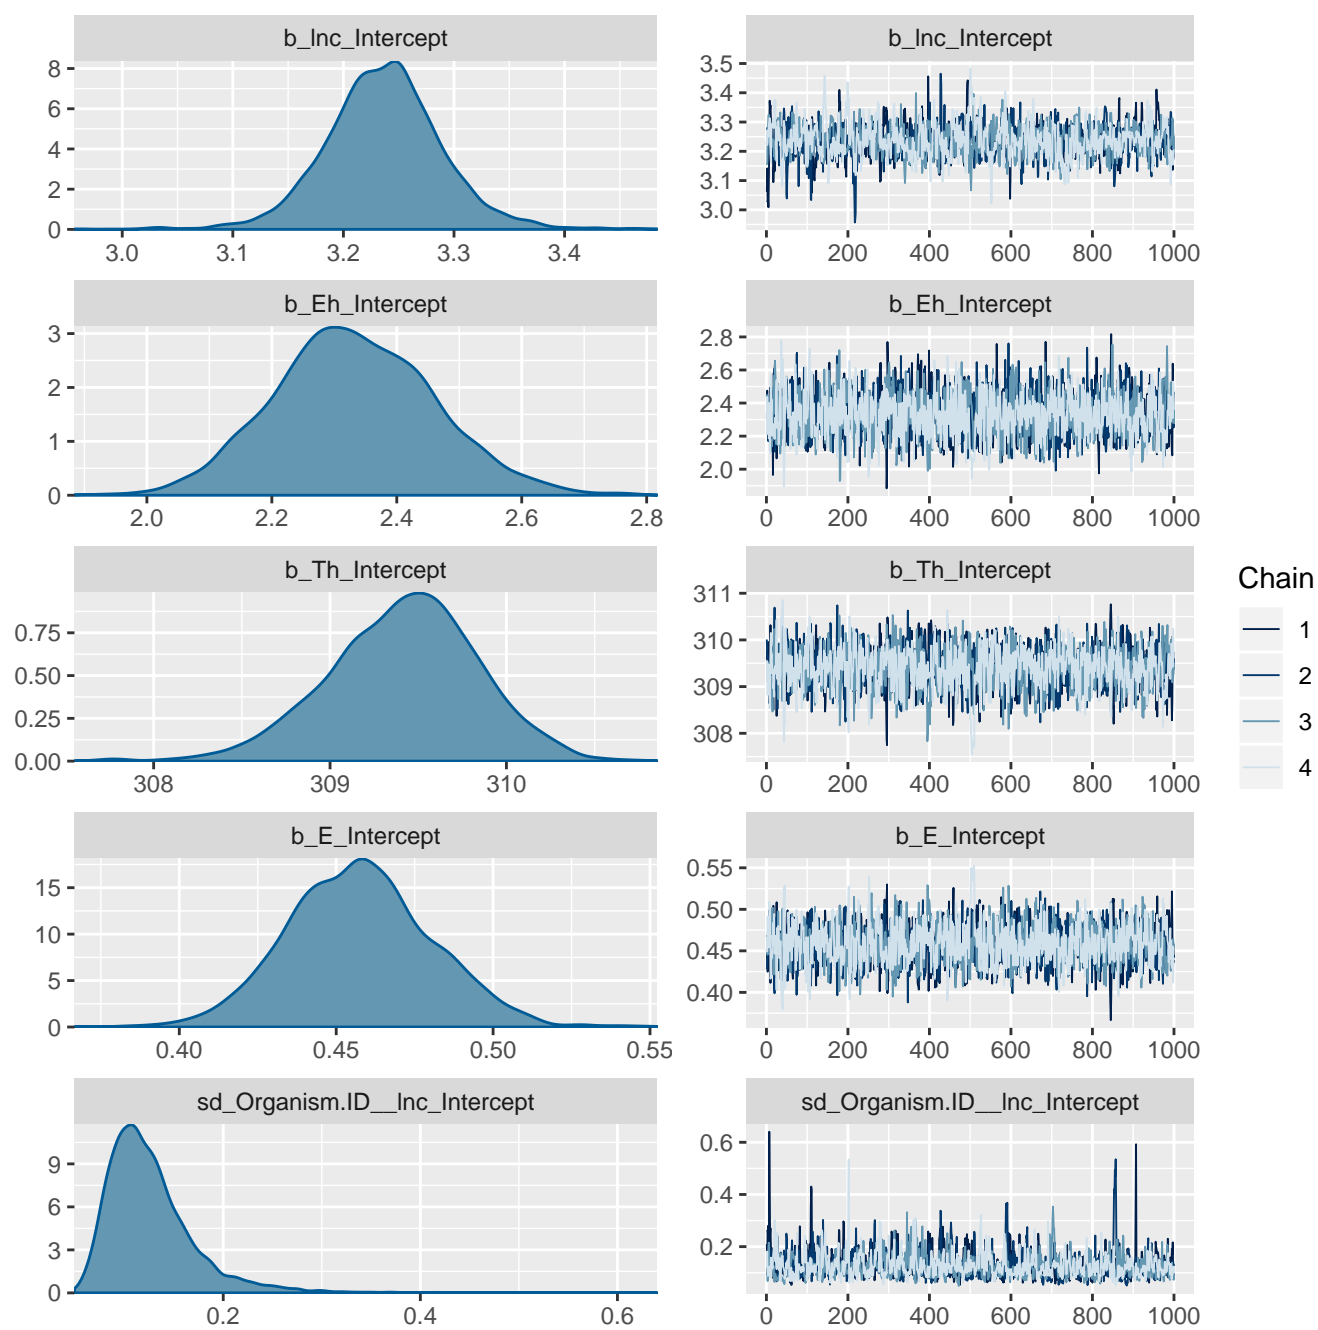 b_lnc_Intercept
8
6
4
2
0
3.0 3.1 3.2 3.3 3.4
b_lnc_Intercept
3.5
3.4
3.3
3.2
3.1
3.0
0 200 400 600 800 1000
b_Eh_Intercept
3
2
1
0
2.0 2.2 2.4 2.6 2.8
b_Eh_Intercept
2.8
2.6
2.4
2.2
2.0
0 200 400 600 800 1000
b_Th_Intercept
0.75
0.50
0.25
0.00
308 309 310
b_Th_Intercept
311
310
309
308
0 200 400 600 800 1000
b_E_Intercept
15
10
5
0
0.40 0.45 0.50 0.55
b_E_Intercept
0.55
0.50
0.45
0.40
0 200 400 600 800 1000
sd_Organism.ID__lnc_Intercept
9
6
3
0
0.2 0.4 0.6
sd_Organism.ID__lnc_Intercept
0.6
0.4
0.2
0 200 400 600 800 1000
Chain
1
2
3
4